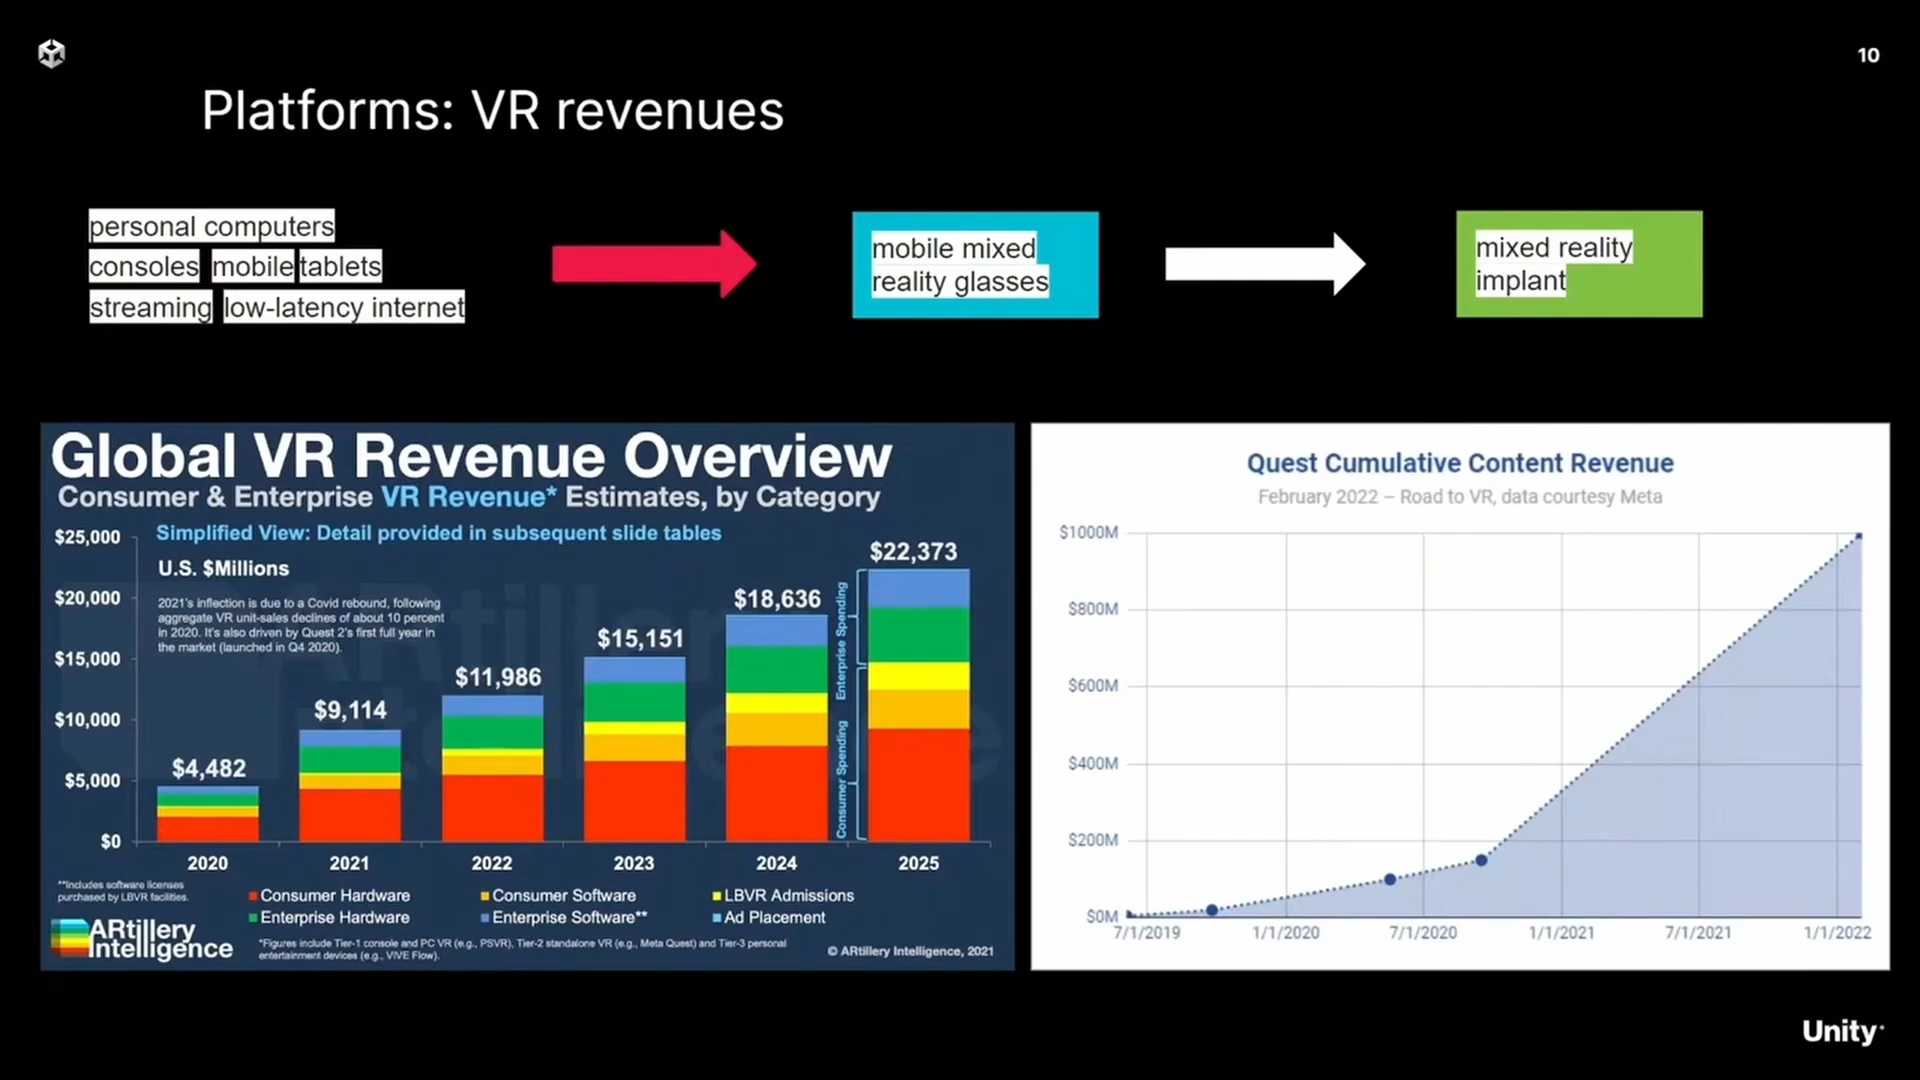 10
Platforms: VR revenues
personal computers
consoles mobile tablets
streaming low-latency internet
mobile mixed
reality glasses
mixed reality
implant
Global VR Revenue Overview
Consumer & Enterprise VR Revenue* Estimates, by Category
Simplified View: Detail provided in subsequent slide tables
U.S. $Millions
2021's inflection is due to a Covid rebound, following
aggregate VR unit-sales declines of about 10 percent
in 2020. It's also driven by Quest 2's first full year in
the market (launched in Q4 2020).
$25,000
$20,000
$15,000
$10,000
$5,000
$0
$4,482
$9,114
$11,986
$15,151
$18,636
$22,373
Enterprise Spending
Consumer Spending
2020 2021 2022 2023 2024 2025
**Includes software licenses
purchased by LBVR facilities.
Consumer Hardware Consumer Software LBVR Admissions
Enterprise Hardware Enterprise Software** Ad Placement
ARtillery
Intelligence
*Figures include Tier-1 console and PC VR (e.g., PSVR), Tier-2 standalone VR (e.g., Meta Quest) and Tier-3 personal
entertainment devices (e.g., VIVE Flow).
© ARtillery Intelligence, 2021
Quest Cumulative Content Revenue
February 2022 – Road to VR, data courtesy Meta
$1000M
$800M
$600M
$400M
$200M
$0M
7/1/2019 1/1/2020 7/1/2020 1/1/2021 7/1/2021 1/1/2022
Unity